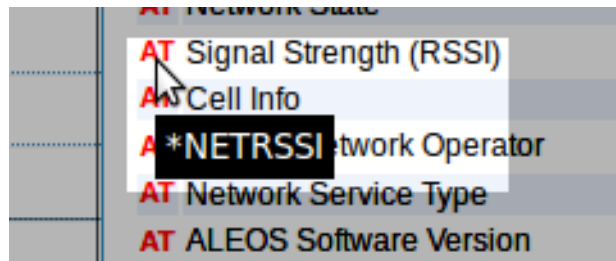 AT Network State
AT Signal Strength (RSSI)
AT Cell Info
*NETRSSI
twork Operator
AT Network Service Type
AT ALEOS Software Version